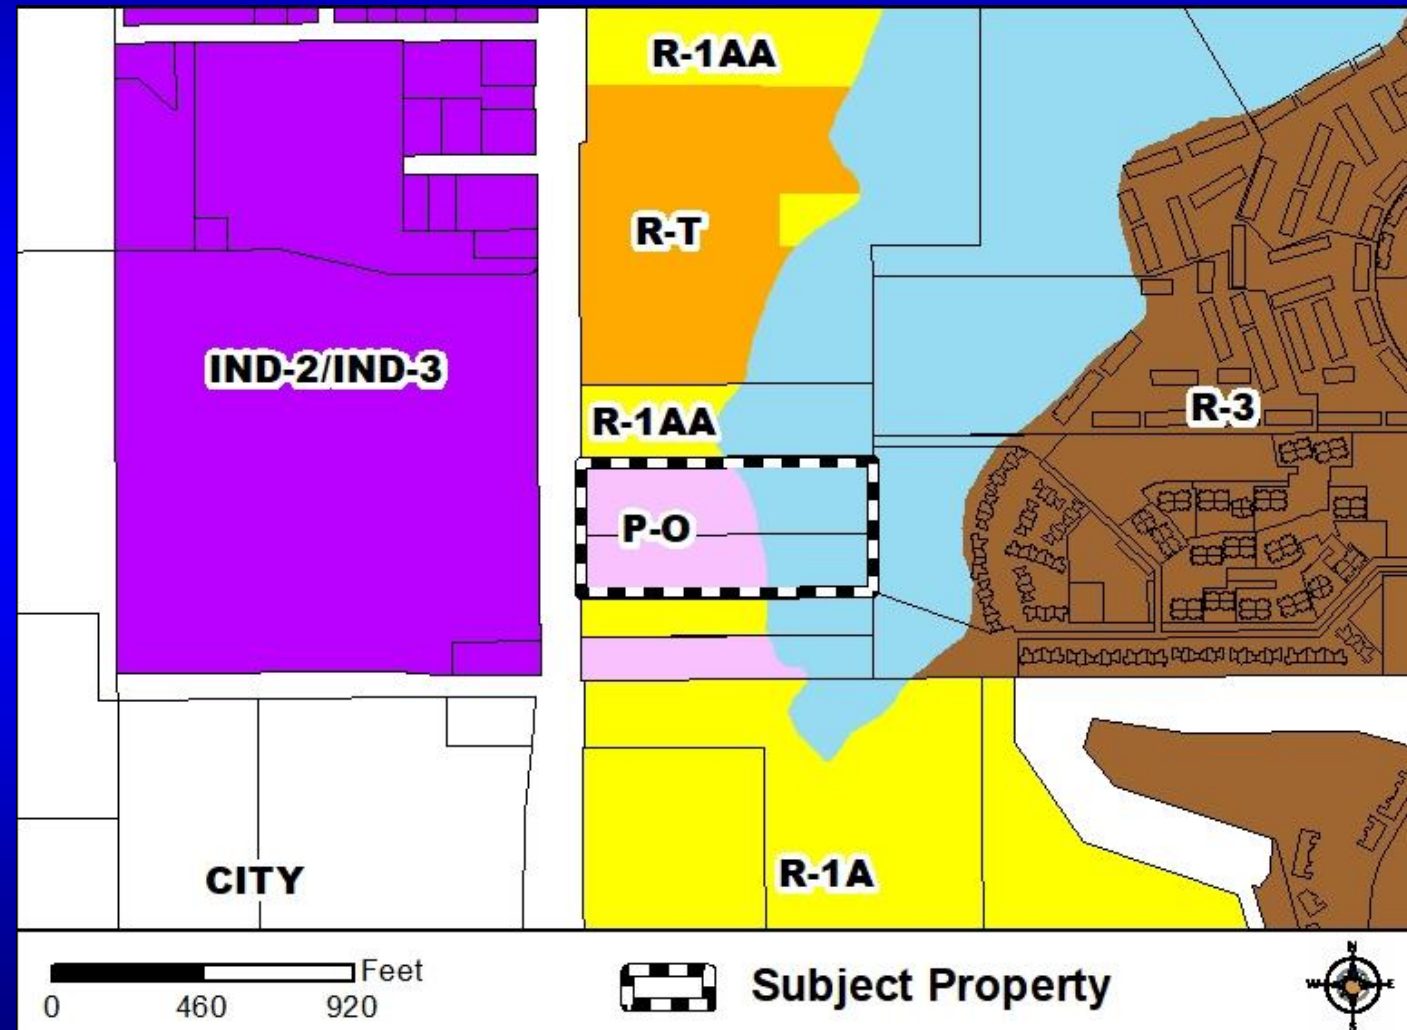 R-1AA
R-T
IND-2/IND-3
R-1AA
R-3
P-O
R-1A
CITY
Feet
0 460 920
Subject Property
N
W E
S